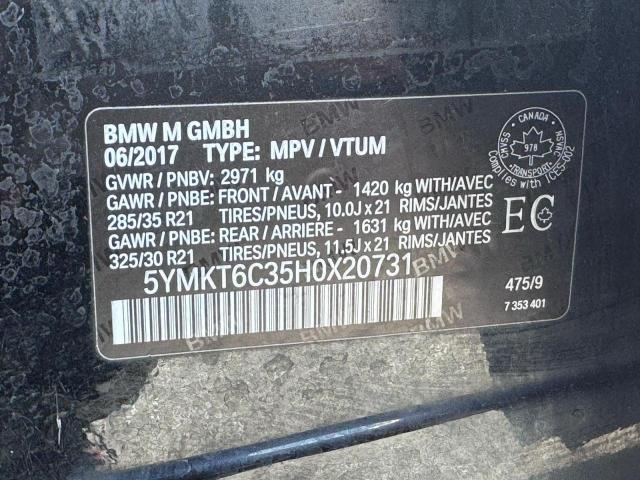 BMW M GMBH
06/2017 TYPE: MPV / VTUM
GVWR / PNBV: 2971 kg
GAWR / PNBE: FRONT / AVANT - 1420 kg WITH/AVEC
285/35 R21 TIRES/PNEUS, 10.0J x 21 RIMS/JANTES
GAWR / PNBE: REAR / ARRIERE - 1631 kg WITH/AVEC
325/30 R21 TIRES/PNEUS, 11.5J x 21 RIMS/JANTES
5YMKT6C35H0X20731
CANADA
CMVSS NSVAC
978
TRANSPORT
Compliant with / ICES-002
EC
475/9
7 353 401